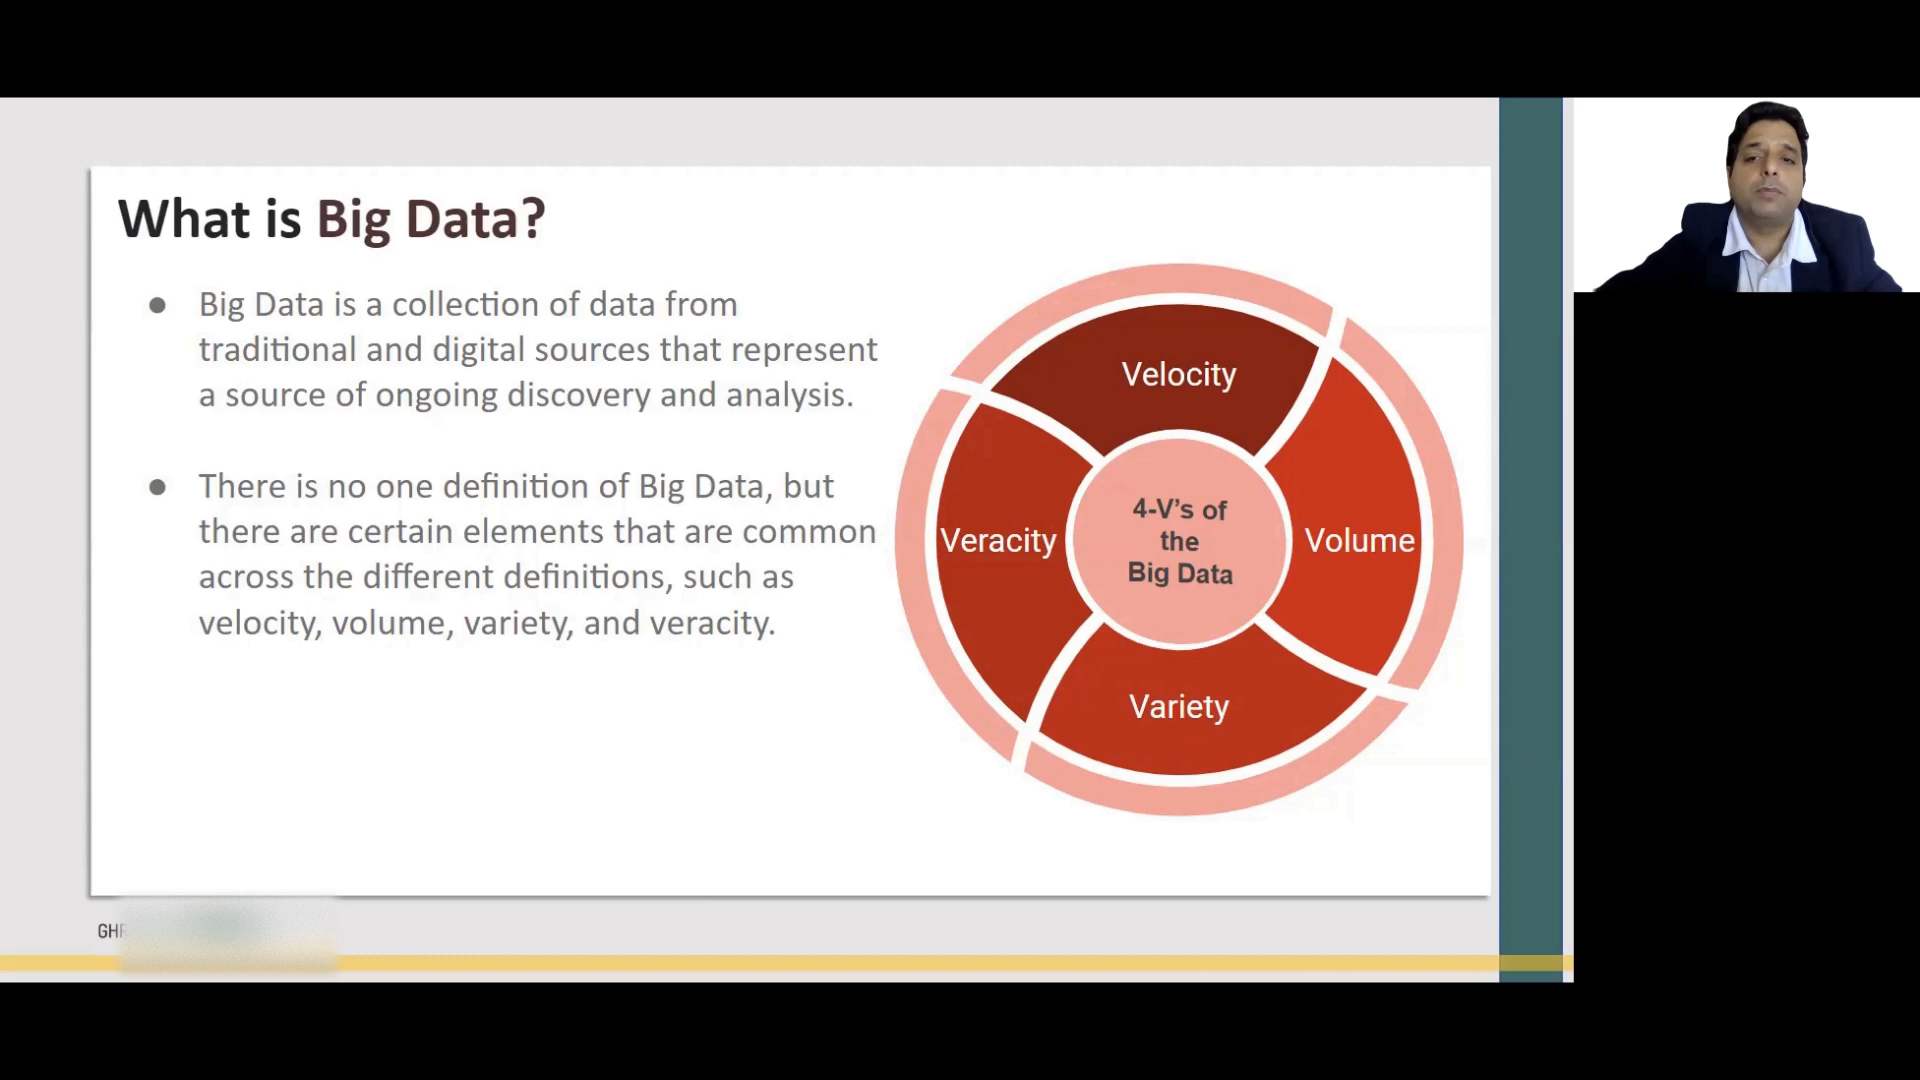 What is Big Data?
● Big Data is a collection of data from
traditional and digital sources that represent
a source of ongoing discovery and analysis.
● There is no one definition of Big Data, but
there are certain elements that are common
across the different definitions, such as
velocity, volume, variety, and veracity.
Velocity
Veracity
4-V's of
the
Big Data
Volume
Variety